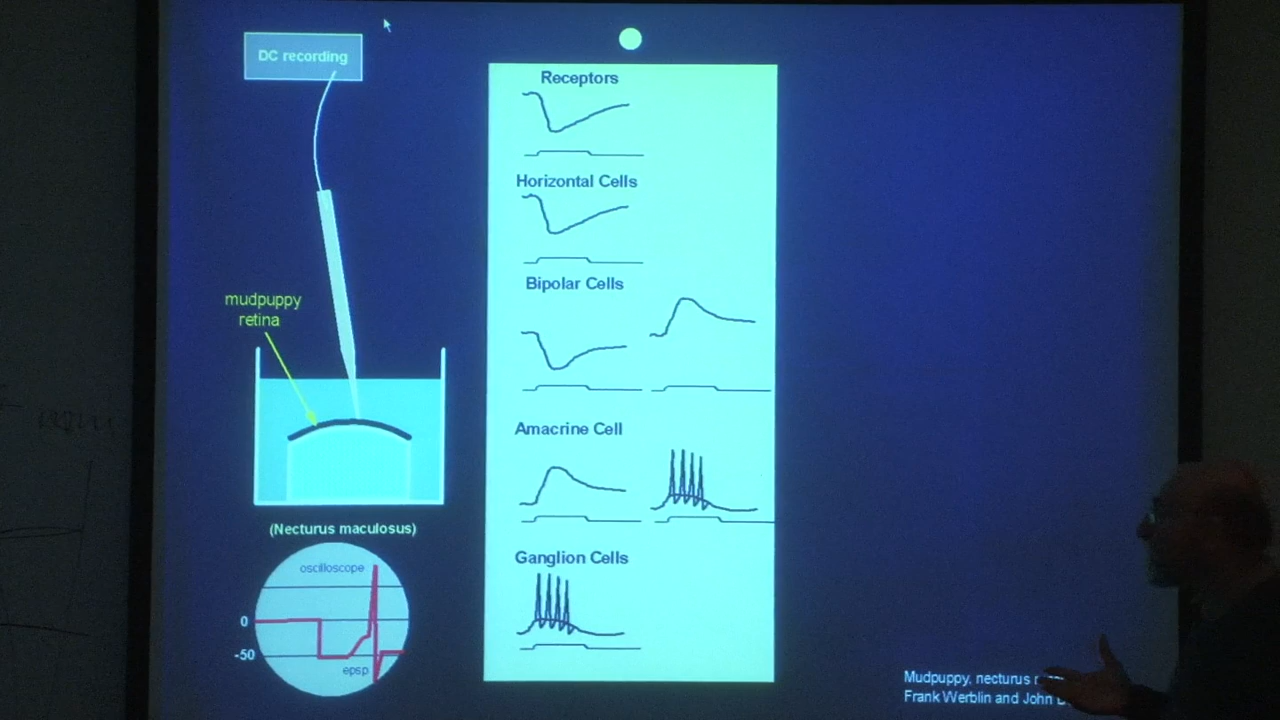 DC recording
mudpuppy
retina
(Necturus maculosus)
oscilloscope
0
-50
epsp
Receptors
Horizontal Cells
Bipolar Cells
Amacrine Cell
Ganglion Cells
Mudpuppy, necturus
Frank Werblin and John